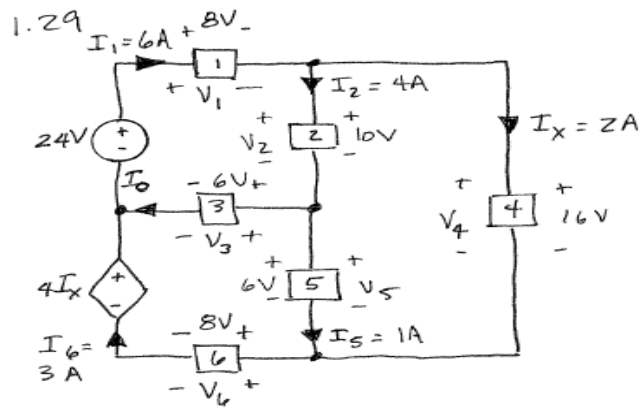 1.29
I₁=6A + 8V -
1
+ V₁ -
I₂ = 4A
24V + -
+ V₂ - 2 + 10V -
Iₓ = 2A
I₀
- 6V +
3
- V₃ +
+ V₄ - 4 + 16V -
4Iₓ + -
+ 6V - 5 + V₅ -
I₆= 3A
- 8V +
6
- V₆ +
I₅ = 1A